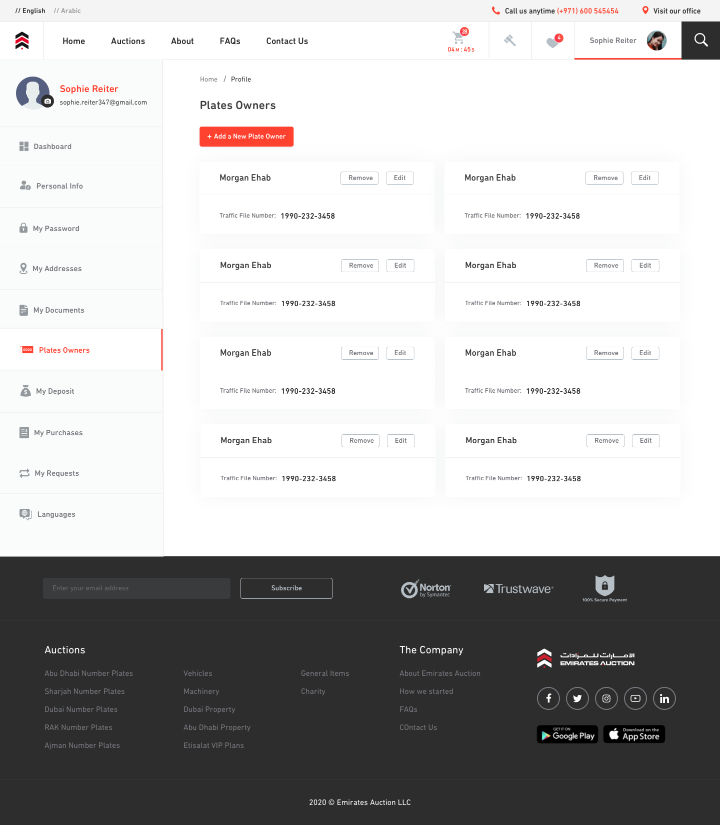 // English // Arabic Call us anytime (+971) 600 545454 Visit our office
Home Auctions About FAQs Contact Us 25 04M : 45S 4 Sophie Reiter
Sophie Reiter
sophie.reiter347@gmail.com
Dashboard
Personal Info
My Password
My Addresses
My Documents
Plates Owners
My Deposit
My Purchases
My Requests
Languages
Home / Profile
Plates Owners
+ Add a New Plate Owner
Morgan Ehab Remove Edit Morgan Ehab Remove Edit
Traffic File Number: 1990-232-3458 Traffic File Number: 1990-232-3458
Morgan Ehab Remove Edit Morgan Ehab Remove Edit
Traffic File Number: 1990-232-3458 Traffic File Number: 1990-232-3458
Morgan Ehab Remove Edit Morgan Ehab Remove Edit
Traffic File Number: 1990-232-3458 Traffic File Number: 1990-232-3458
Morgan Ehab Remove Edit Morgan Ehab Remove Edit
Traffic File Number: 1990-232-3458 Traffic File Number: 1990-232-3458
Enter your email address Subscribe
Norton
by Symantec
Trustwave
100% Secure Payment
Auctions
Abu Dhabi Number Plates Vehicles General Items
Sharjah Number Plates Machinery Charity
Dubai Number Plates Dubai Property
RAK Number Plates Abu Dhabi Property
Ajman Number Plates Etisalat VIP Plans
The Company
About Emirates Auction
How we started
FAQs
COntact Us
الإمارات للمزادات
EMIRATES AUCTION
GET IT ON
Google Play
Download on the
App Store
2020 © Emirates Auction LLC